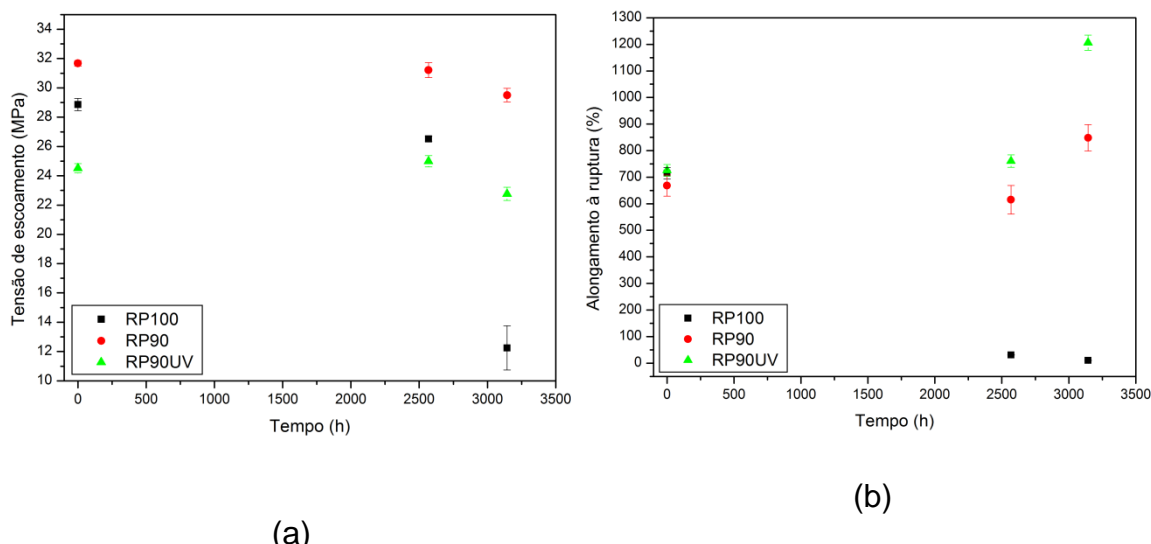 34
32
30
28
26
24
22
20
18
16
14
12
10
Tensão de escoamento (MPa)
RP100
RP90
RP90UV
0 500 1000 1500 2000 2500 3000 3500
Tempo (h)
(a)
1300
1200
1100
1000
900
800
700
600
500
400
300
200
100
0
Alongamento à ruptura (%)
RP100
RP90
RP90UV
0 500 1000 1500 2000 2500 3000 3500
Tempo (h)
(b)